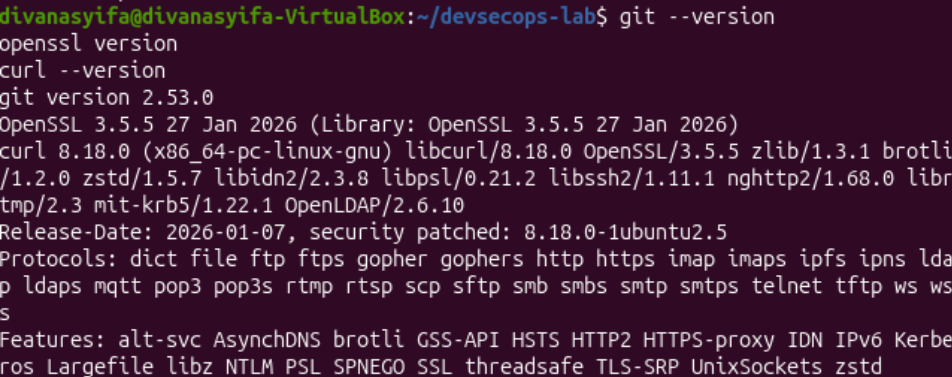 divanasyifa@divanasyifa-VirtualBox:~/devsecops-lab$ git --version
openssl version
curl --version
git version 2.53.0
OpenSSL 3.5.5 27 Jan 2026 (Library: OpenSSL 3.5.5 27 Jan 2026)
curl 8.18.0 (x86_64-pc-linux-gnu) libcurl/8.18.0 OpenSSL/3.5.5 zlib/1.3.1 brotli
/1.2.0 zstd/1.5.7 libidn2/2.3.8 libpsl/0.21.2 libssh2/1.11.1 nghttp2/1.68.0 libr
tmp/2.3 mit-krb5/1.22.1 OpenLDAP/2.6.10
Release-Date: 2026-01-07, security patched: 8.18.0-1ubuntu2.5
Protocols: dict file ftp ftps gopher gophers http https imap imaps ipfs ipns lda
p ldaps mqtt pop3 pop3s rtmp rtsp scp sftp smb smbs smtp smtps telnet tftp ws ws
s
Features: alt-svc AsynchDNS brotli GSS-API HSTS HTTP2 HTTPS-proxy IDN IPv6 Kerbe
ros Largefile libz NTLM PSL SPNEGO SSL threadsafe TLS-SRP UnixSockets zstd